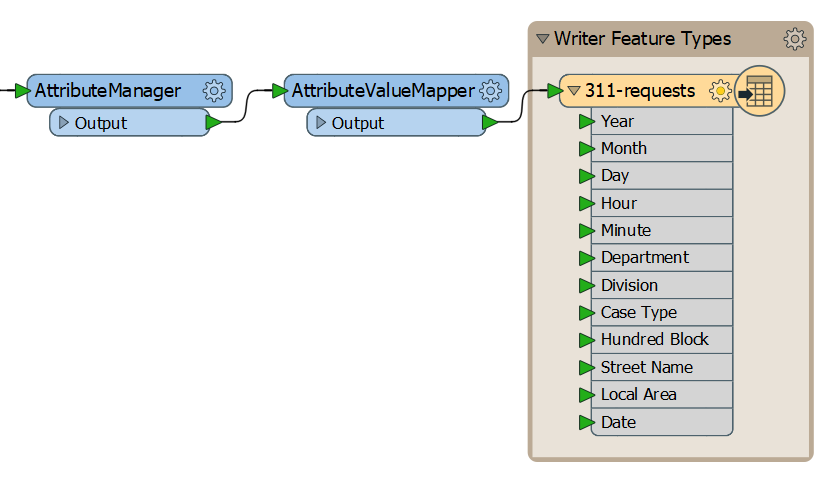 Writer Feature Types
AttributeManager
Output
AttributeValueMapper
Output
311-requests
Year
Month
Day
Hour
Minute
Department
Division
Case Type
Hundred Block
Street Name
Local Area
Date